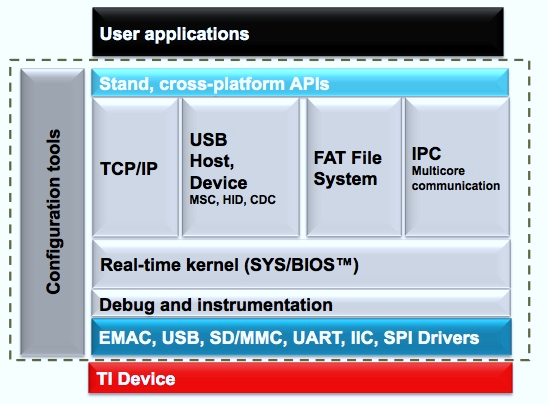 User applications
Configuration tools
Stand, cross-platform APIs
TCP/IP
USB
Host,
Device
MSC, HID, CDC
FAT File
System
IPC
Multicore
communication
Real-time kernel (SYS/BIOS™)
Debug and instrumentation
EMAC, USB, SD/MMC, UART, IIC, SPI Drivers
TI Device